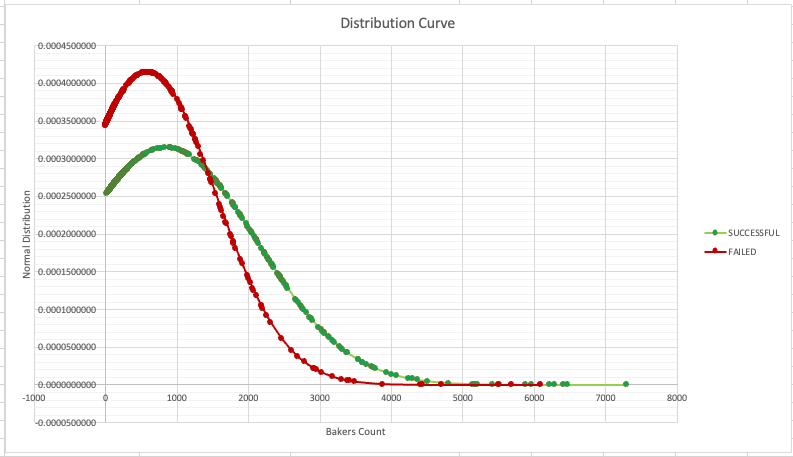 Distribution Curve
0.0004500000
0.0004000000
0.0003500000
0.0003000000
0.0002500000
0.0002000000
0.0001500000
0.0001000000
0.0000500000
0.0000000000
-0.0000500000
Normal Distribution
-1000 0 1000 2000 3000 4000 5000 6000 7000 8000
Bakers Count
SUCCESSFUL
FAILED